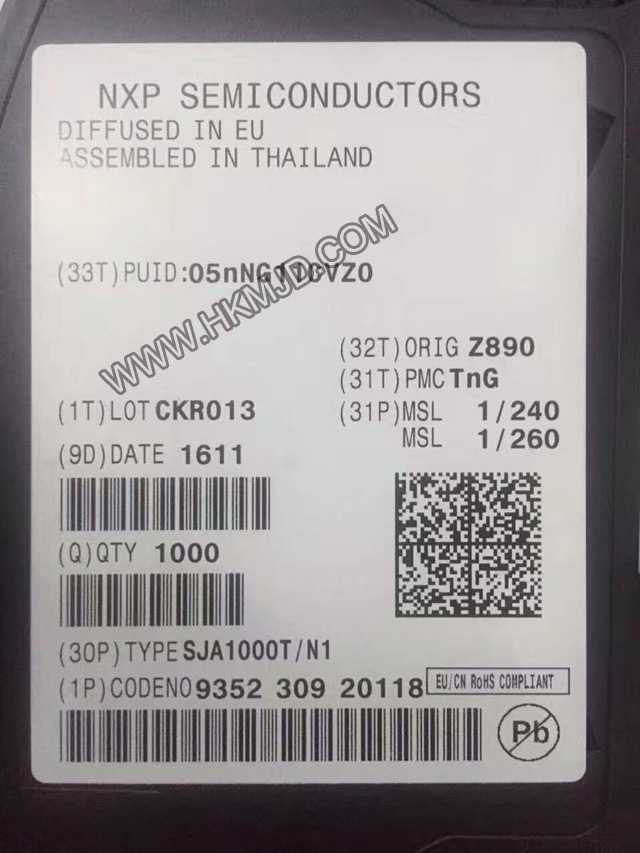 NXP SEMICONDUCTORS
DIFFUSED IN EU
ASSEMBLED IN THAILAND
(33T)PUID:
WWW.HKMJD.COM
(32T)ORIG Z890
(31T)PMC TnG
(1T)LOT CKR013
(31P)MSL 1/240
MSL 1/260
(9D)DATE 1611
(Q)QTY 1000
(30P)TYPE SJA1000T/N1
(1P)CODENO 9352 309 20118
EU/CN RoHS COMPLIANT
Pb